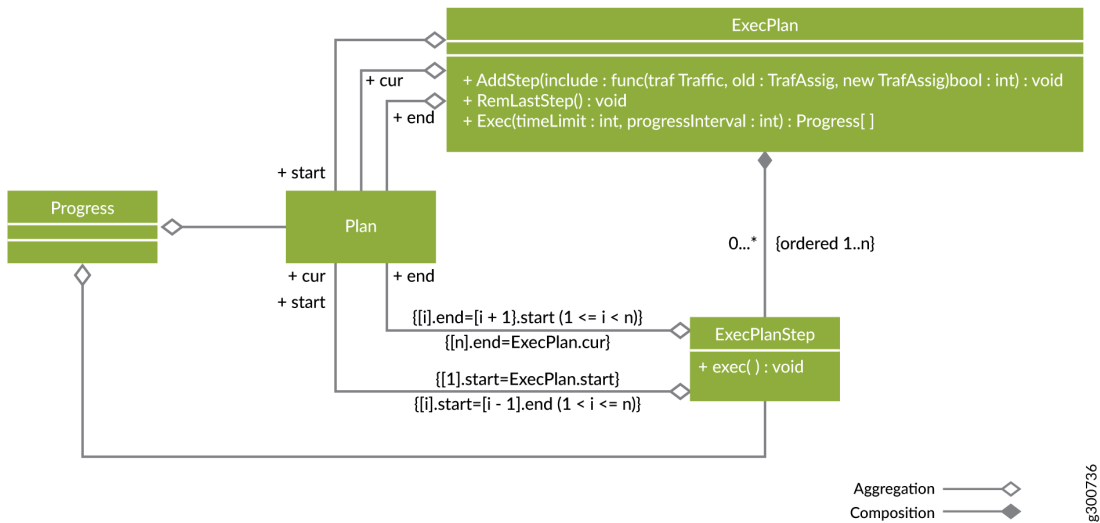 ExecPlan
+ AddStep(include : func(traf Traffic, old : TrafAssig, new TrafAssig)bool : int) : void
+ RemLastStep() : void
+ Exec(timeLimit : int, progressInterval : int) : Progress[ ]
+ cur
+ end
+ start
Progress
Plan
0...* {ordered 1..n}
+ cur
+ end
+ start
{[i].end=[i + 1}.start (1 <= i < n)}
{[n].end=ExecPlan.cur}
ExecPlanStep
+ exec( ) : void
{[1].start=ExecPlan.start}
{[i].start=[i - 1].end (1 < i <= n)}
Aggregation
Composition
g300736